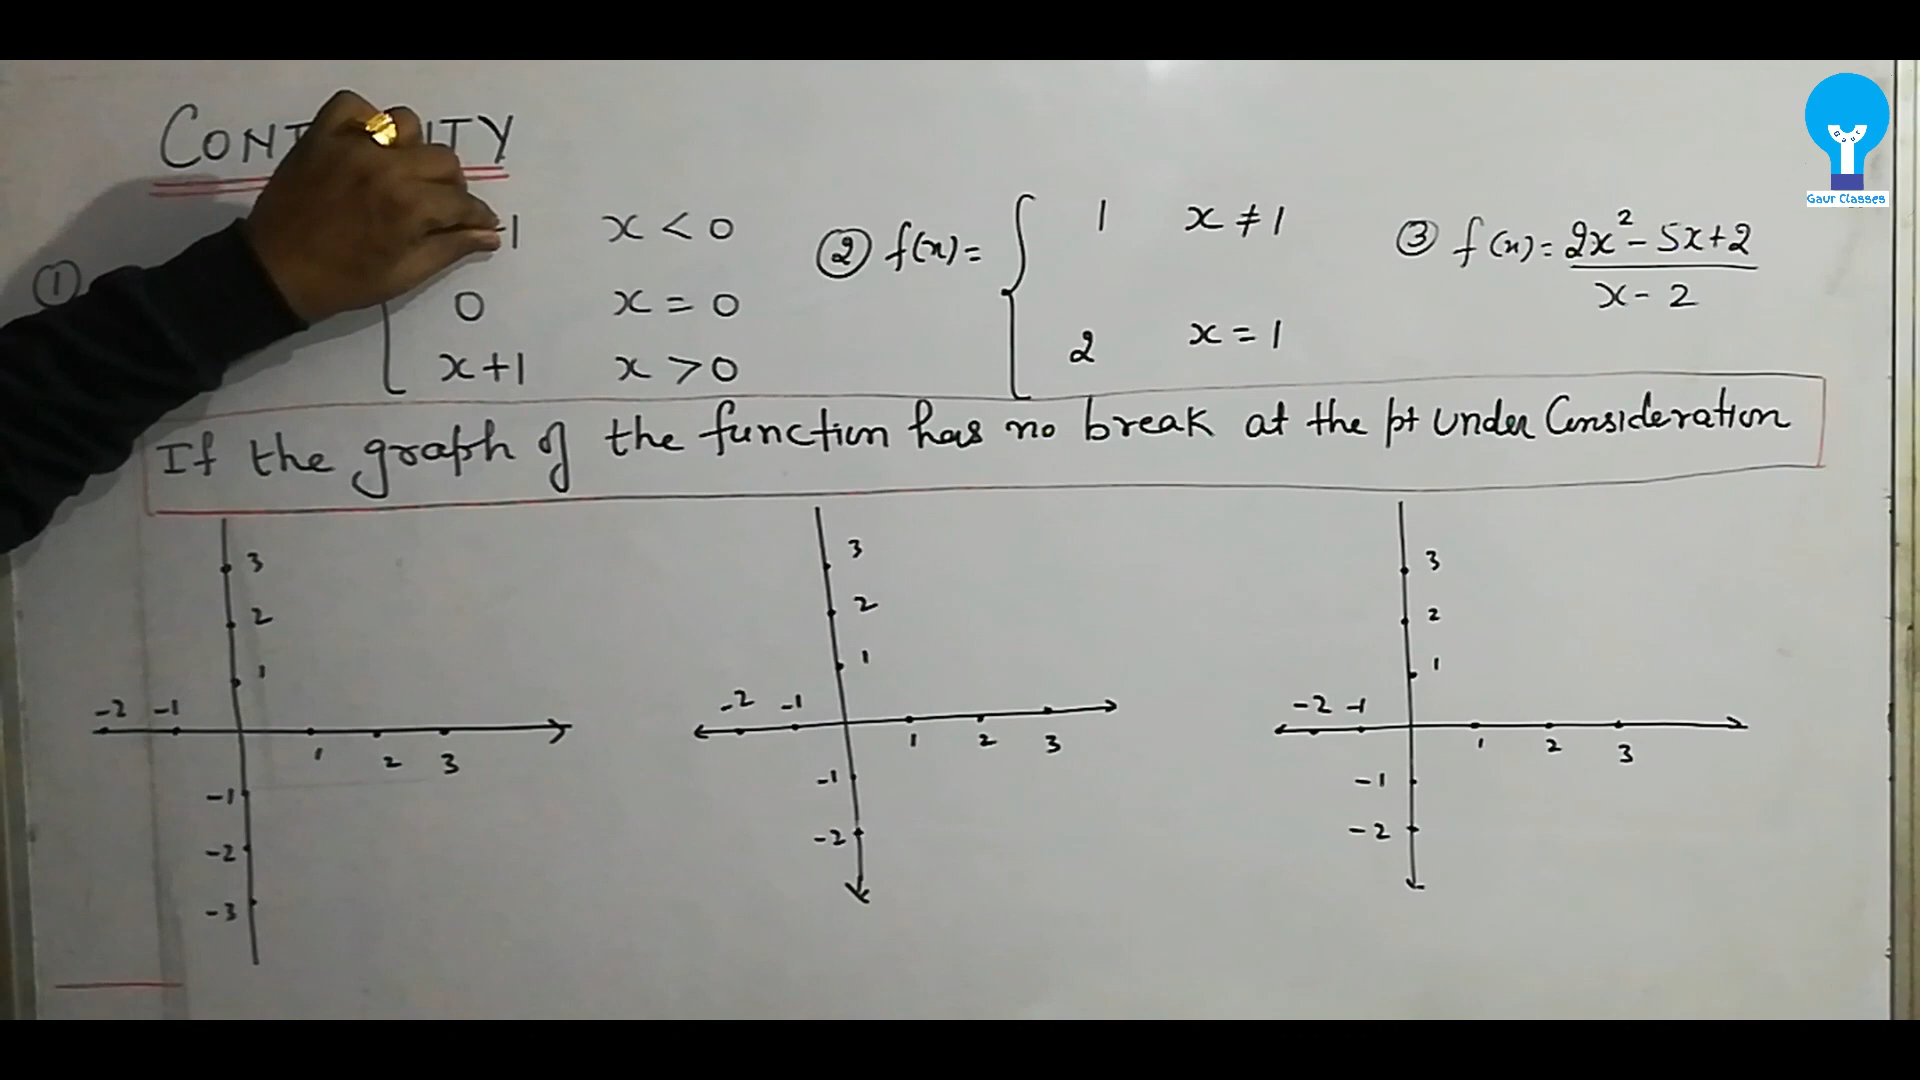 CONT ITY
①
-1 x < 0
0 x = 0
x+1 x > 0
② f(x) = { 1 x ≠ 1
2 x = 1
③ f(x) = 2x² - 5x + 2
x - 2
If the graph of the function has no break at the pt under Consideration
3
2
1
-2 -1
1 2 3
-1
-2
-3
3
2
1
-2 -1
1 2 3
-1
-2
3
2
1
-2 -1
1 2 3
-1
-2
Gaur
Gaur Classes